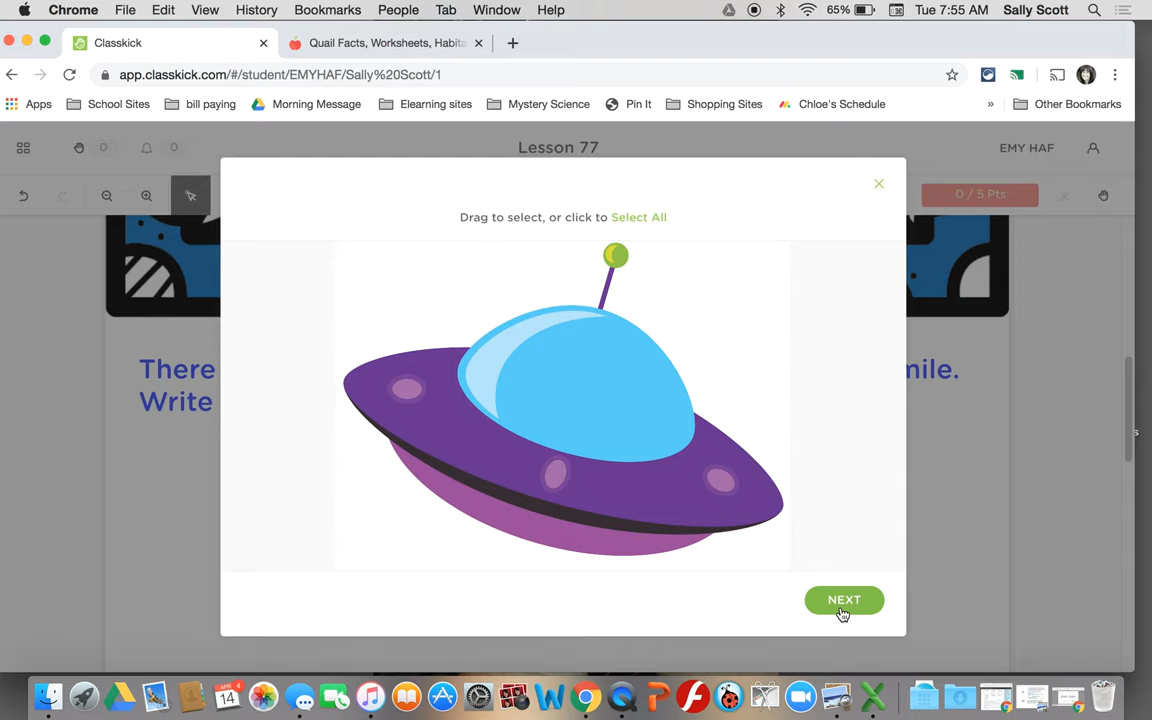 Chrome File Edit View History Bookmarks People Tab Window Help 65% Tue 7:55 AM Sally Scott
Classkick Quail Facts, Worksheets, Habita
app.classkick.com/#/student/EMYHAF/Sally%20Scott/1
Apps School Sites bill paying Morning Message Elearning sites Mystery Science Pin It Shopping Sites Chloe's Schedule » Other Bookmarks
0 0 Lesson 77 EMY HAF
0 / 5 Pts
Drag to select, or click to Select All
There mile.
Write
NEXT
APR 4
14